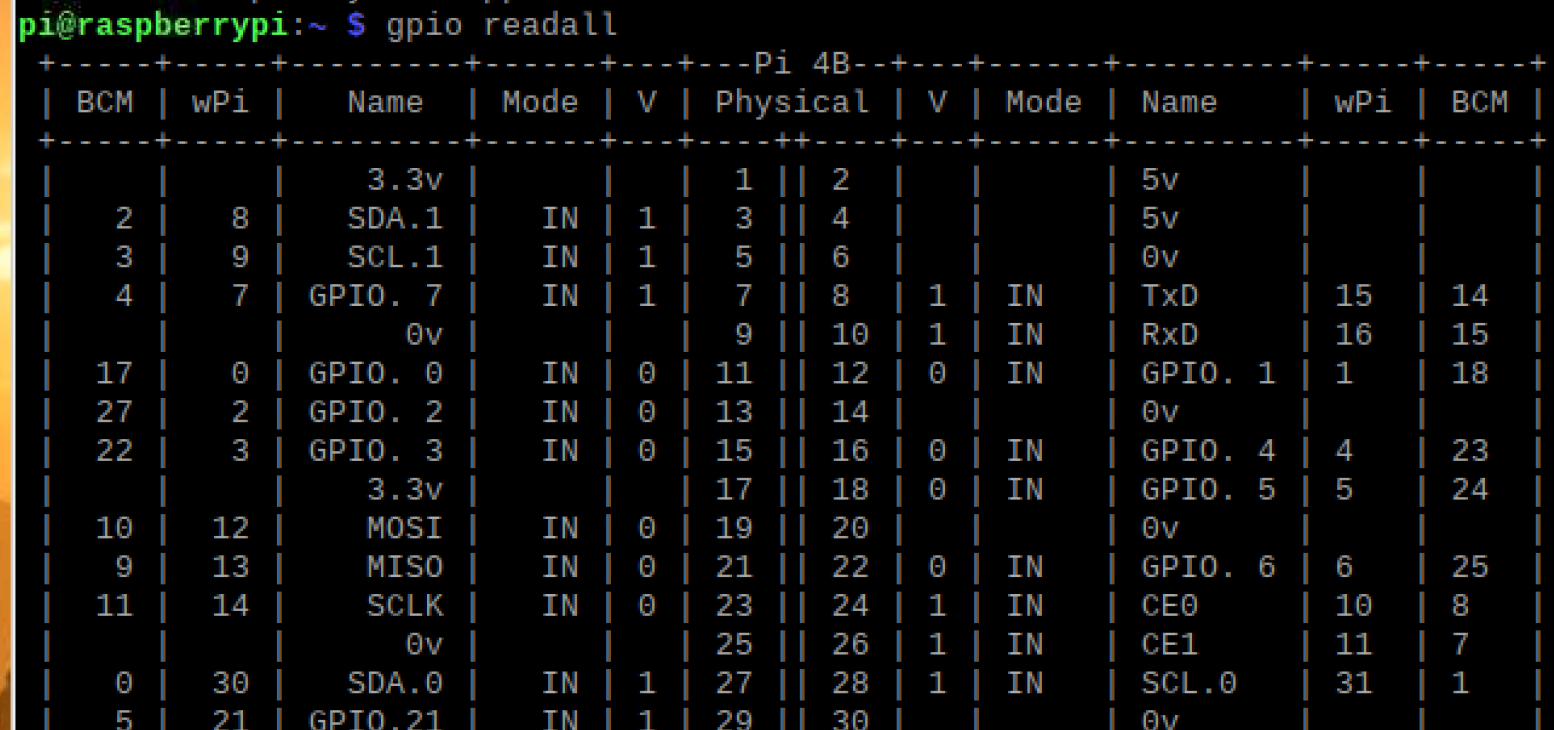 pi@raspberrypi:~ $ gpio readall
 +-----+-----+---------+------+---+---Pi 4B--+---+------+---------+-----+-----+
 | BCM | wPi |   Name  | Mode | V | Physical | V | Mode | Name    | wPi | BCM |
 +-----+-----+---------+------+---+----++----+---+------+---------+-----+-----+
 |     |     |    3.3v |      |   |  1 || 2  |   |      | 5v      |     |     |
 |   2 |   8 |   SDA.1 |   IN | 1 |  3 || 4  |   |      | 5v      |     |     |
 |   3 |   9 |   SCL.1 |   IN | 1 |  5 || 6  |   |      | 0v      |     |     |
 |   4 |   7 | GPIO. 7 |   IN | 1 |  7 || 8  | 1 | IN   | TxD     | 15  | 14  |
 |     |     |      0v |      |   |  9 || 10 | 1 | IN   | RxD     | 16  | 15  |
 |  17 |   0 | GPIO. 0 |   IN | 0 | 11 || 12 | 0 | IN   | GPIO. 1 | 1   | 18  |
 |  27 |   2 | GPIO. 2 |   IN | 0 | 13 || 14 |   |      | 0v      |     |     |
 |  22 |   3 | GPIO. 3 |   IN | 0 | 15 || 16 | 0 | IN   | GPIO. 4 | 4   | 23  |
 |     |     |    3.3v |      |   | 17 || 18 | 0 | IN   | GPIO. 5 | 5   | 24  |
 |  10 |  12 |    MOSI |   IN | 0 | 19 || 20 |   |      | 0v      |     |     |
 |   9 |  13 |    MISO |   IN | 0 | 21 || 22 | 0 | IN   | GPIO. 6 | 6   | 25  |
 |  11 |  14 |    SCLK |   IN | 0 | 23 || 24 | 1 | IN   | CE0     | 10  | 8   |
 |     |     |      0v |      |   | 25 || 26 | 1 | IN   | CE1     | 11  | 7   |
 |   0 |  30 |   SDA.0 |   IN | 1 | 27 || 28 | 1 | IN   | SCL.0   | 31  | 1   |
 |   5 |  21 | GPIO.21 |   IN | 1 | 29 || 30 |   |      | 0v      |     |     |